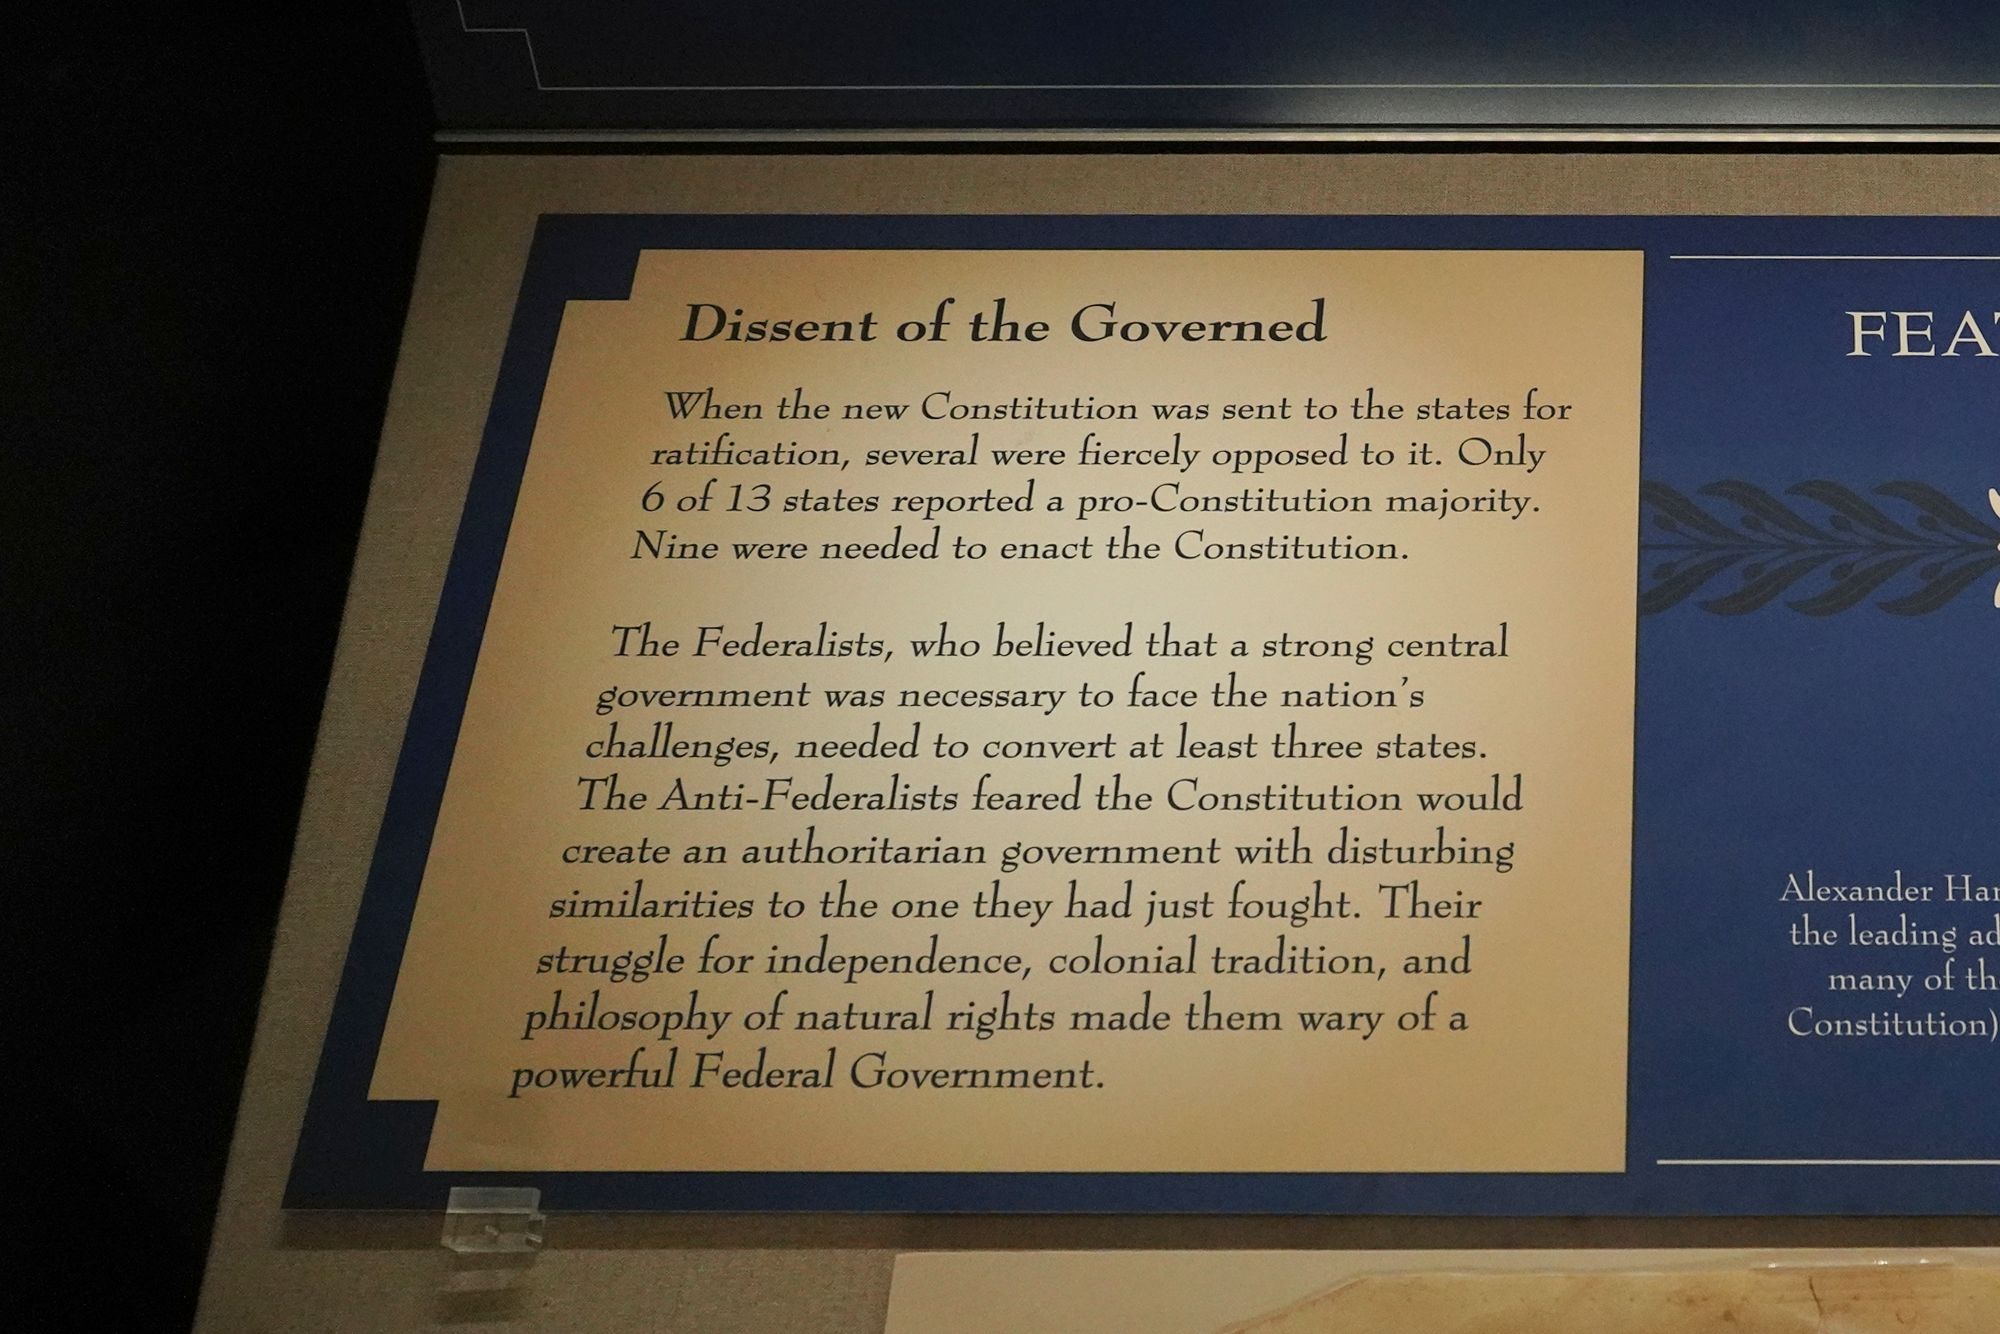 Dissent of the Governed
When the new Constitution was sent to the states for
ratification, several were fiercely opposed to it. Only
6 of 13 states reported a pro-Constitution majority.
Nine were needed to enact the Constitution.
The Federalists, who believed that a strong central
government was necessary to face the nation's
challenges, needed to convert at least three states.
The Anti-Federalists feared the Constitution would
create an authoritarian government with disturbing
similarities to the one they had just fought. Their
struggle for independence, colonial tradition, and
philosophy of natural rights made them wary of a
powerful Federal Government.
Alexander
the leading
many of
Constitution)